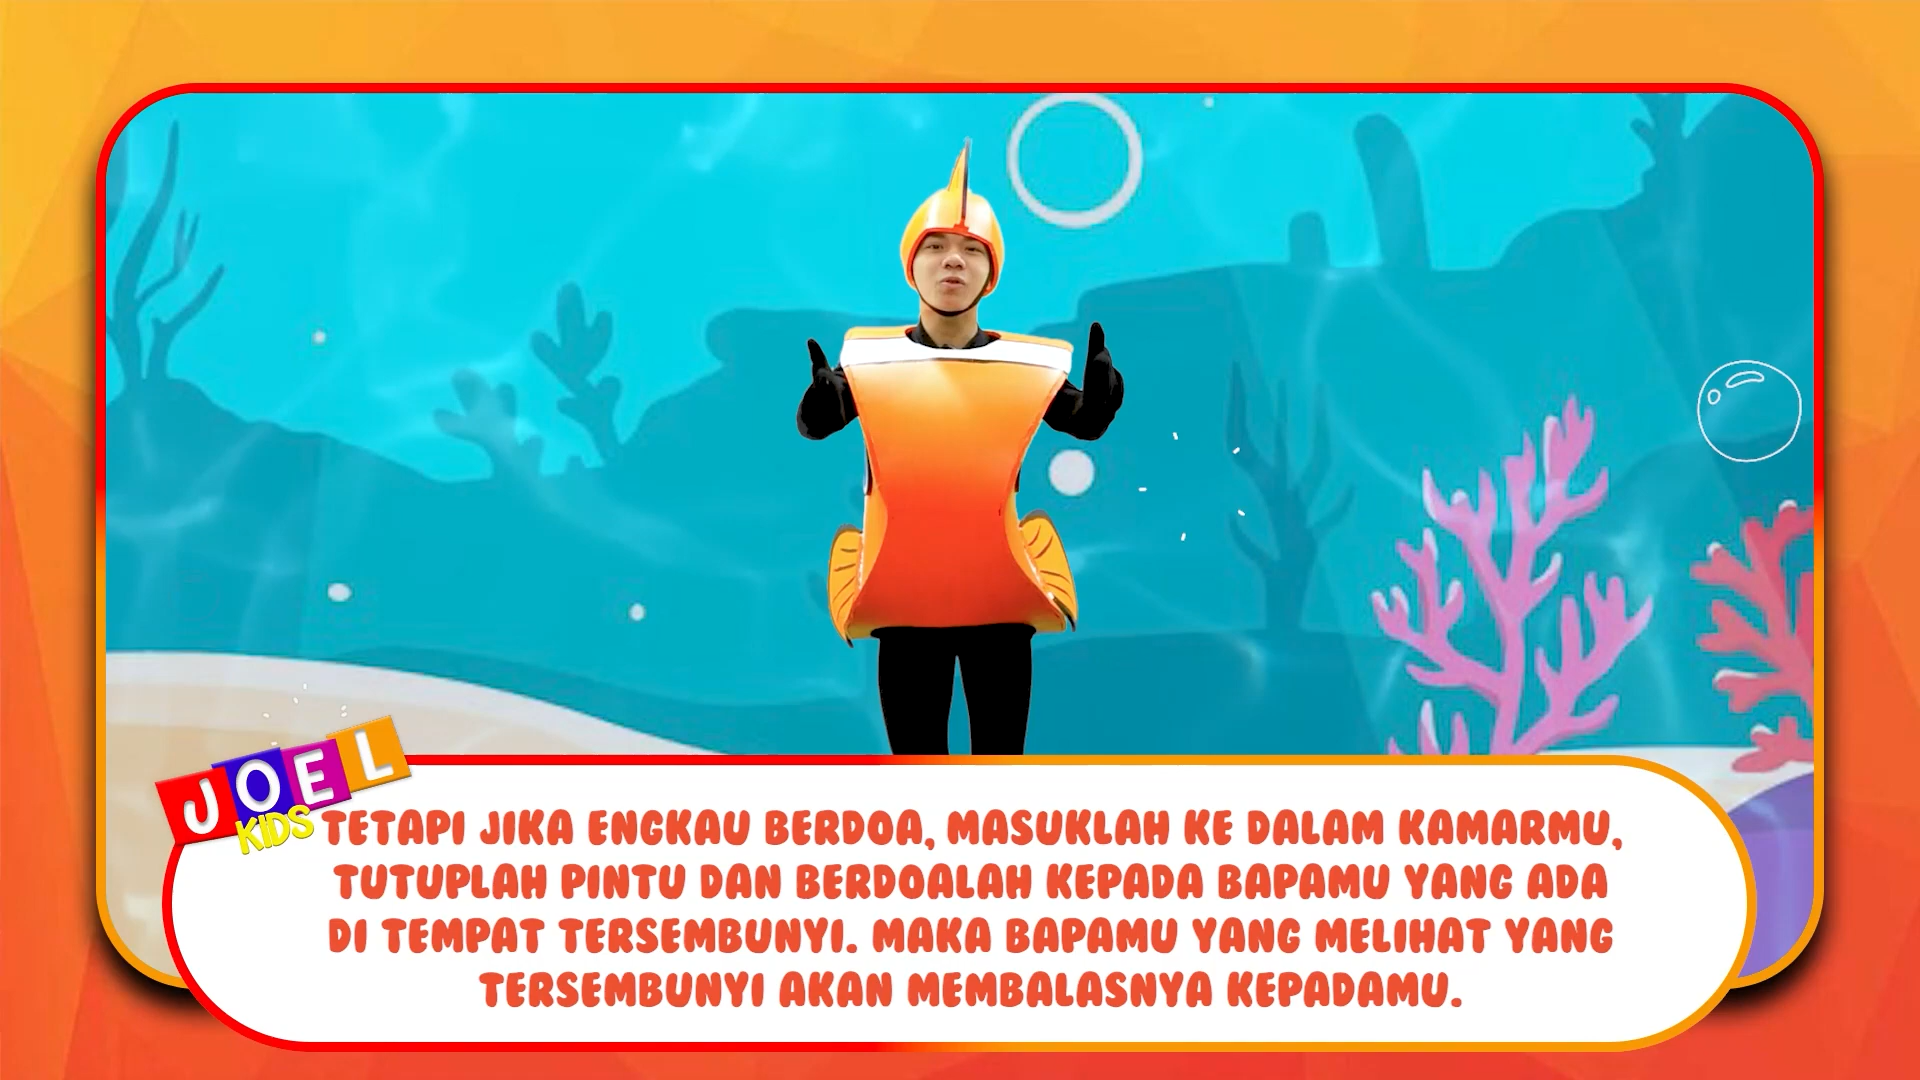 JOEL
KIDS
TETAPI JIKA ENGKAU BERDOA, MASUKLAH KE DALAM KAMARMU,
TUTUPLAH PINTU DAN BERDOALAH KEPADA BAPAMU YANG ADA
DI TEMPAT TERSEMBUNYI. MAKA BAPAMU YANG MELIHAT YANG
TERSEMBUNYI AKAN MEMBALASNYA KEPADAMU.